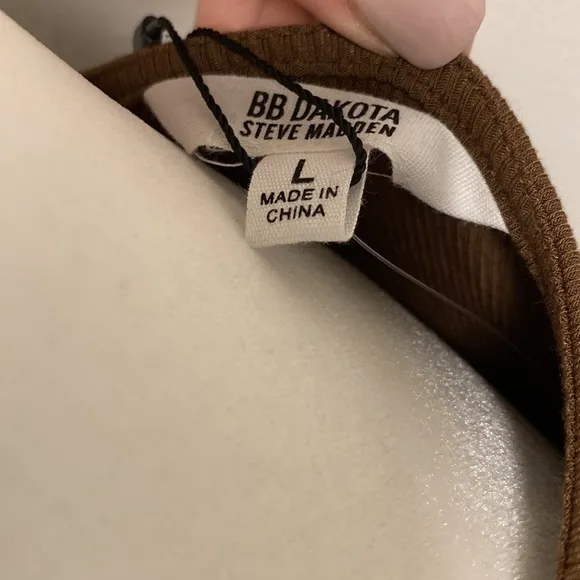 BB DAKOTA
STEVE MADDEN
L
MADE IN
CHINA